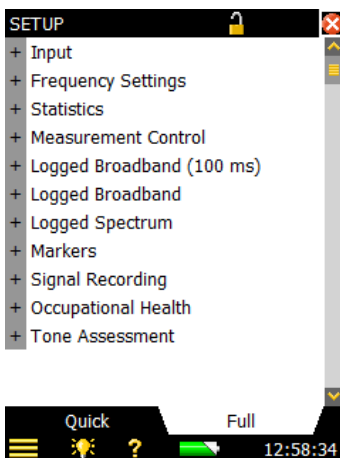 SETUP
+ Input
+ Frequency Settings
+ Statistics
+ Measurement Control
+ Logged Broadband (100 ms)
+ Logged Broadband
+ Logged Spectrum
+ Markers
+ Signal Recording
+ Occupational Health
+ Tone Assessment
Quick Full
? 12:58:34